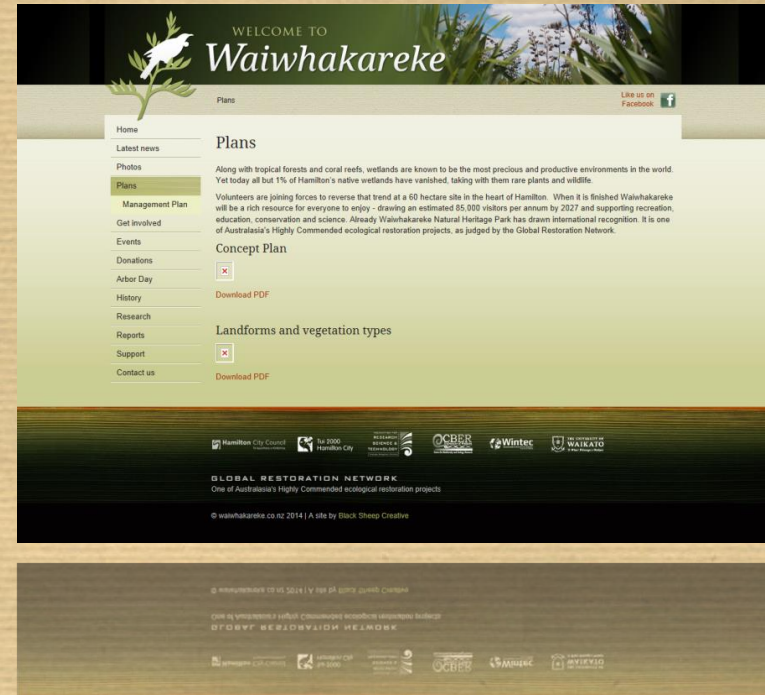 WELCOME TO
Waiwhakareke
Plans
Like us on
Facebook
Home
Latest news
Photos
Plans
Management Plan
Get involved
Events
Donations
Arbor Day
History
Research
Reports
Support
Contact us
Plans
Along with tropical forests and coral reefs, wetlands are known to be the most precious and productive environments in the world.
Yet today all but 1% of Hamilton's native wetlands have vanished, taking with them rare plants and wildlife.
Volunteers are joining forces to reverse that trend at a 60 hectare site in the heart of Hamilton.  When it is finished Waiwhakareke
will be a rich resource for everyone to enjoy - drawing an estimated 85,000 visitors per annum by 2027 and supporting recreation,
education, conservation and science. Already Waiwhakareke Natural Heritage Park has drawn international recognition. It is one
of Australasia's Highly Commended ecological restoration projects, as judged by the Global Restoration Network.
Concept Plan
Download PDF
Landforms and vegetation types
Download PDF
Hamilton City Council
Tui 2000
Hamilton City
RESEARCH
SCIENCE &
TECHNOLOGY
CBER
Wintec
THE UNIVERSITY OF
WAIKATO
GLOBAL RESTORATION NETWORK
One of Australasia's Highly Commended ecological restoration projects
© waiwhakareke.co.nz 2014 | A site by Black Sheep Creative